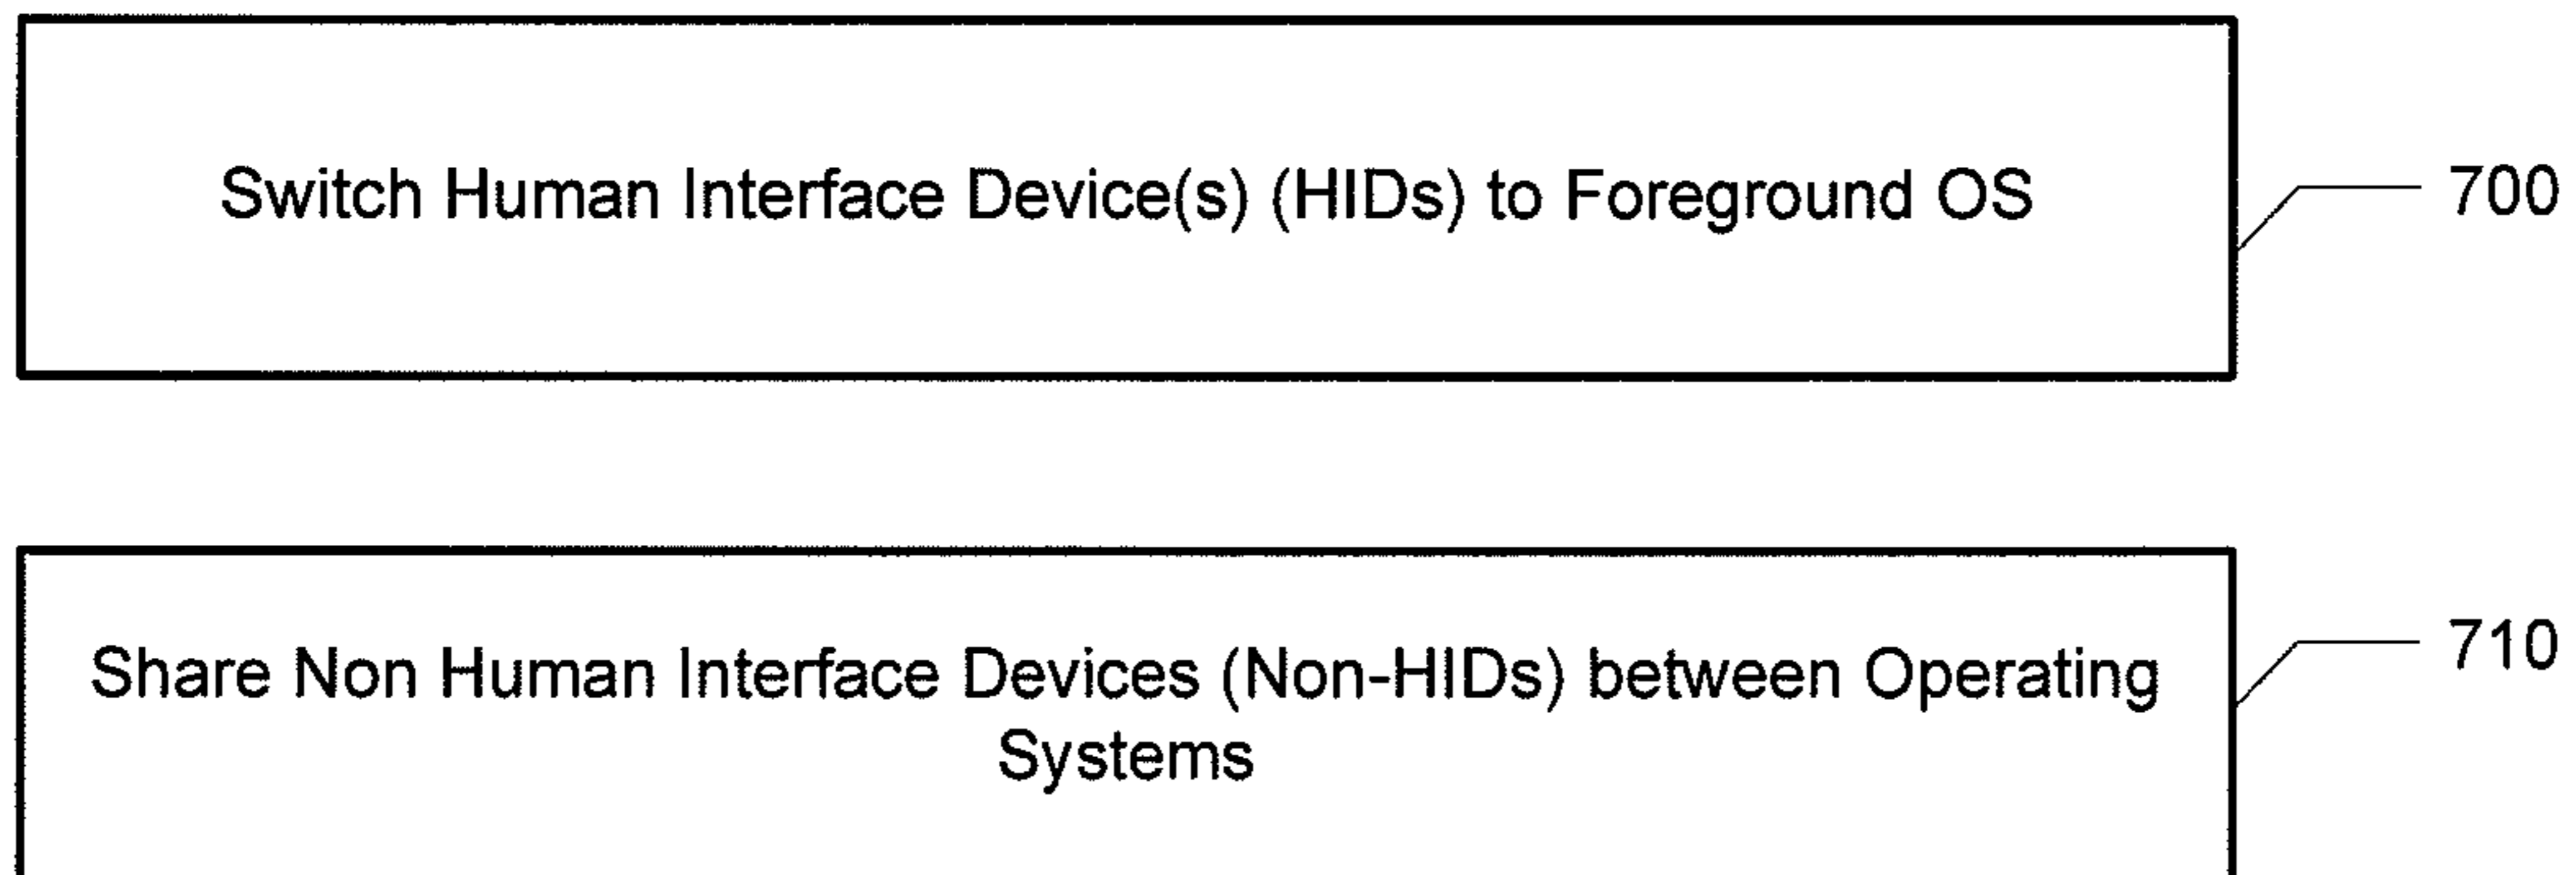 Switch Human Interface Device(s) (HIDs) to Foreground OS
700
Share Non Human Interface Devices (Non-HIDs) between Operating
Systems
710